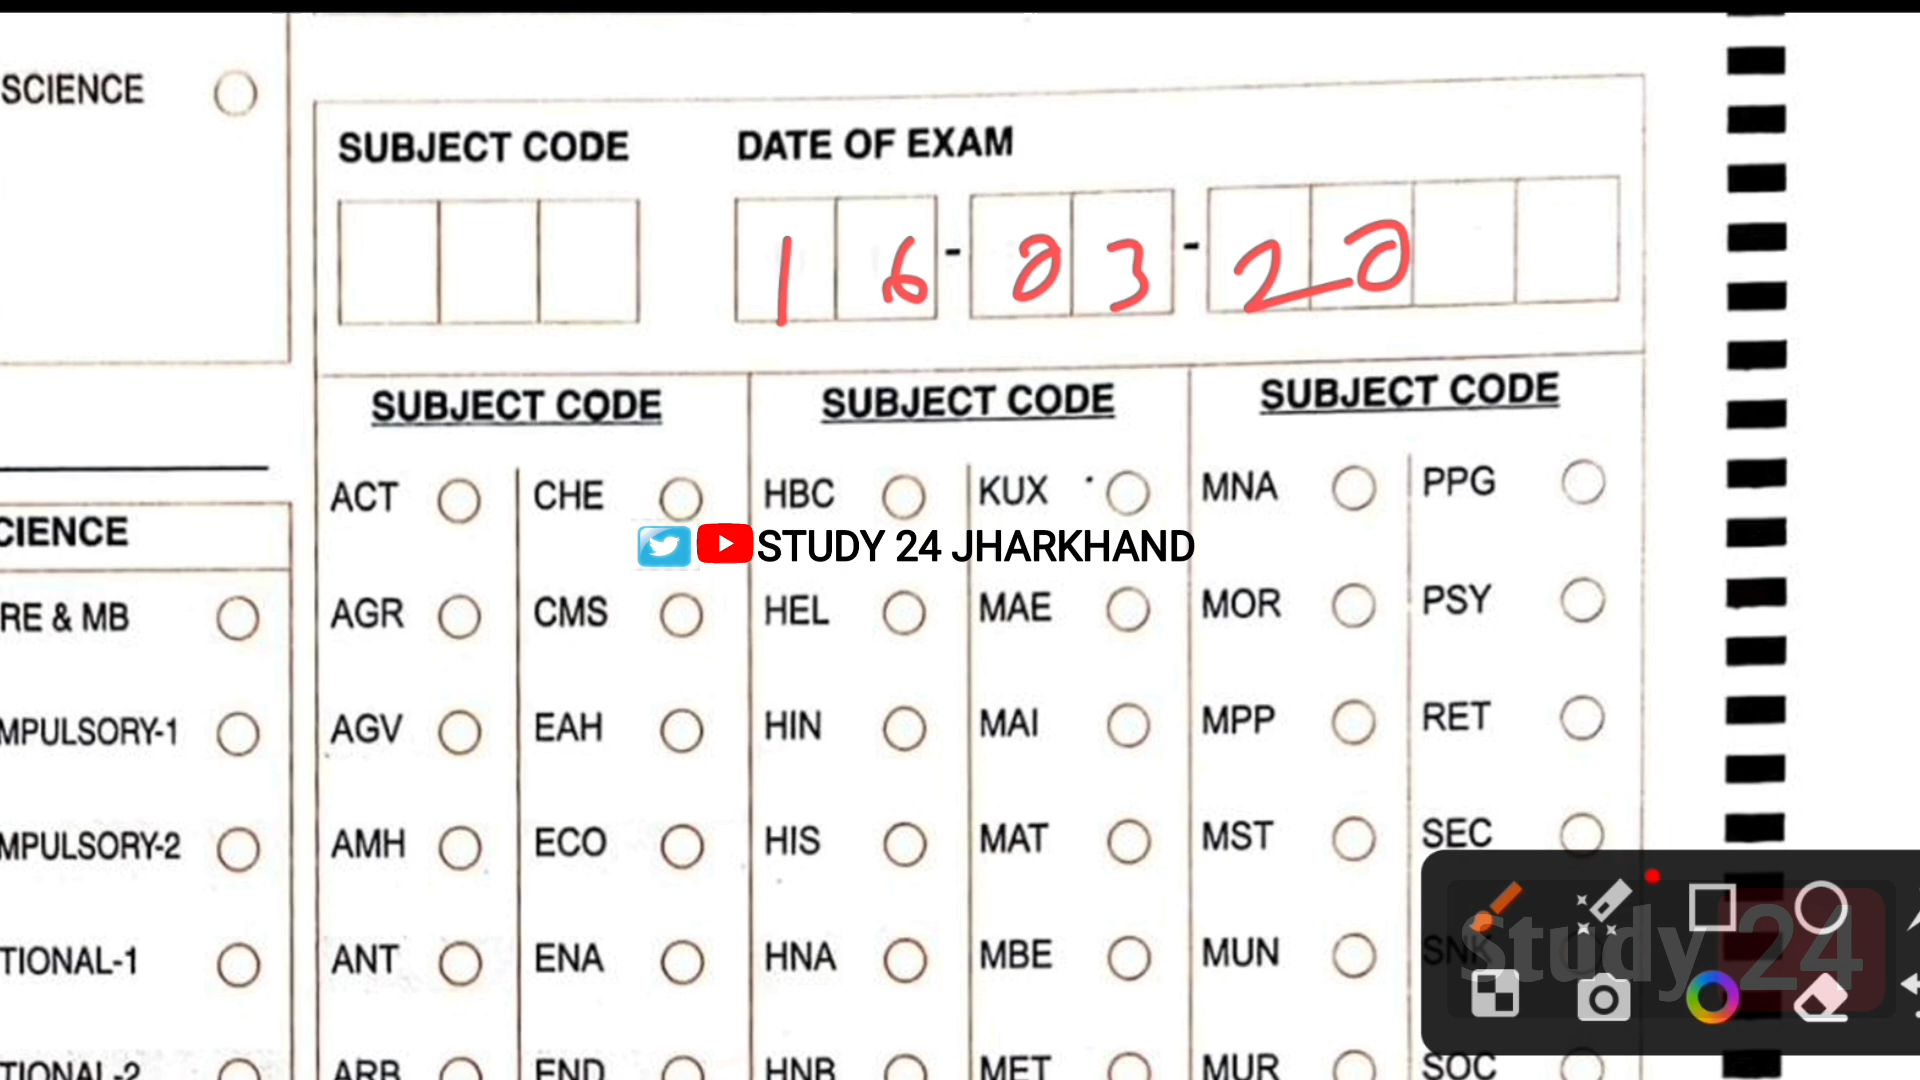 SCIENCE
SUBJECT CODE DATE OF EXAM
1 6 - 0 3 - 2 0
SUBJECT CODE SUBJECT CODE SUBJECT CODE
ACT CHE HBC KUX MNA PPG
STUDY 24 JHARKHAND
CIENCE
RE & MB AGR CMS HEL MAE MOR PSY
MPULSORY-1 AGV EAH HIN MAI MPP RET
MPULSORY-2 AMH ECO HIS MAT MST SEC
TIONAL-1 ANT ENA HNA MBE MUN SNK
Study 24
TIONAL-2 ARB END HNB MET MUR SOC